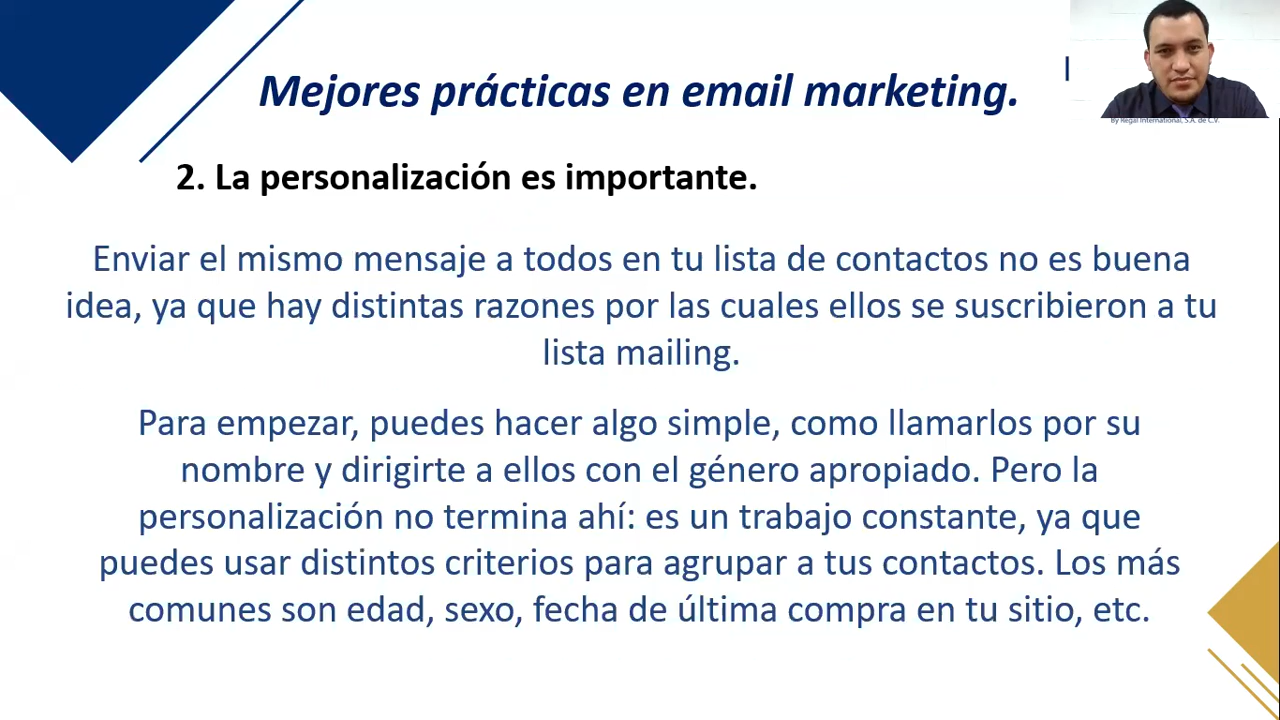 Mejores prácticas en email marketing.
By Regal International, S.A. de C.V.
2. La personalización es importante.
Enviar el mismo mensaje a todos en tu lista de contactos no es buena
idea, ya que hay distintas razones por las cuales ellos se suscribieron a tu
lista mailing.
Para empezar, puedes hacer algo simple, como llamarlos por su
nombre y dirigirte a ellos con el género apropiado. Pero la
personalización no termina ahí: es un trabajo constante, ya que
puedes usar distintos criterios para agrupar a tus contactos. Los más
comunes son edad, sexo, fecha de última compra en tu sitio, etc.